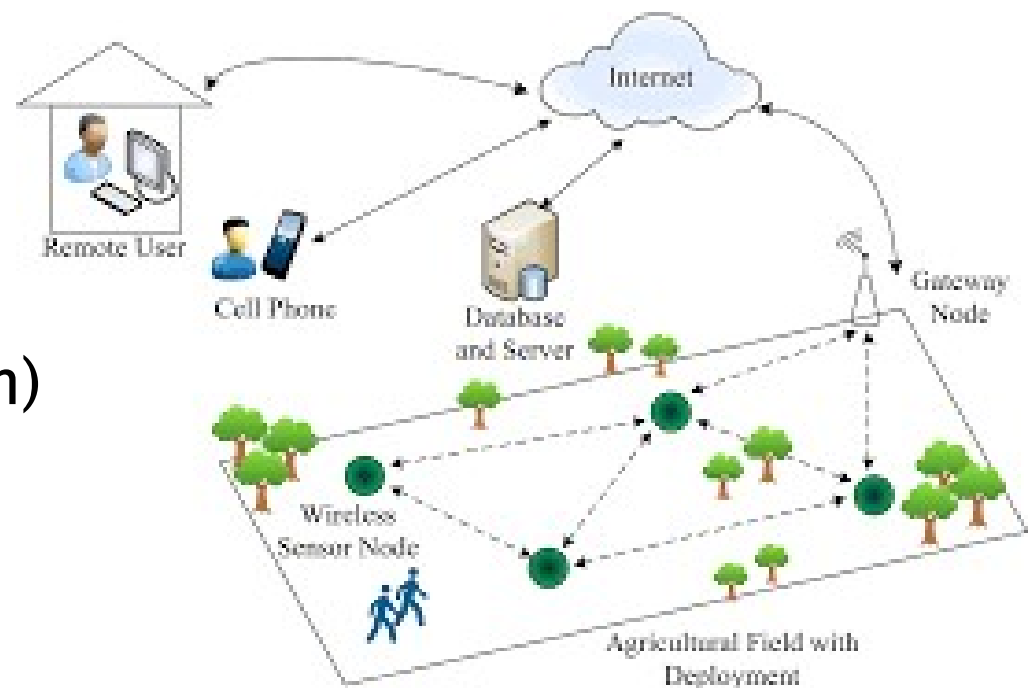 Internet
Remote User
Cell Phone
Database
and Server
Gateway
Node
n)
Wireless
Sensor Node
Agricultural Field with
Deployment